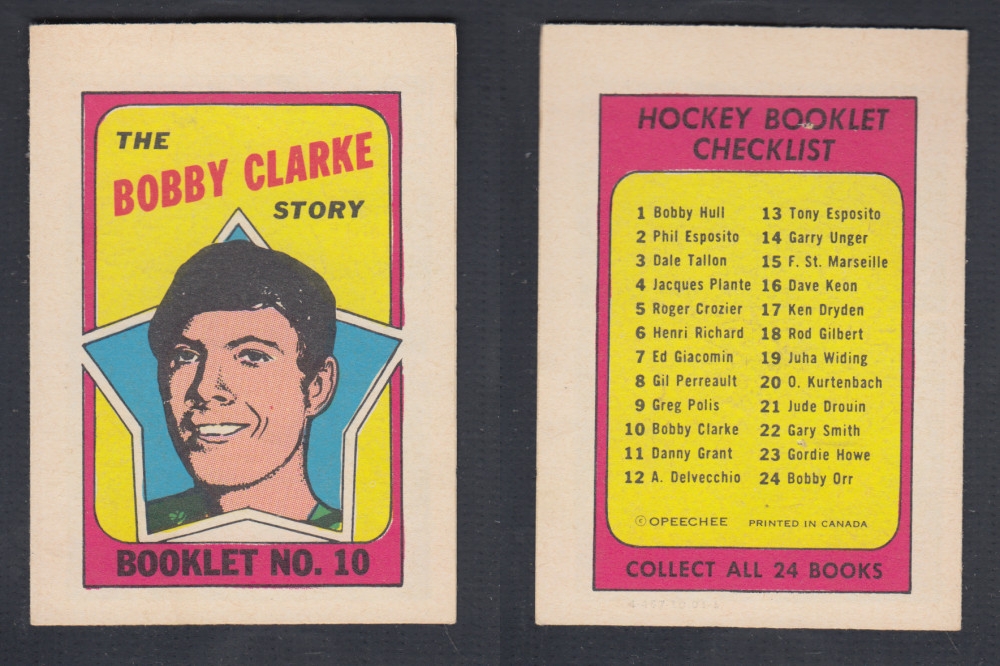 THE
BOBBY CLARKE
STORY
BOOKLET NO. 10
HOCKEY BOOKLET
CHECKLIST
1 Bobby Hull
2 Phil Esposito
3 Dale Tallon
4 Jacques Plante
5 Roger Crozier
6 Henri Richard
7 Ed Giacomin
8 Gil Perreault
9 Greg Polis
10 Bobby Clarke
11 Danny Grant
12 A. Delvecchio
13 Tony Esposito
14 Garry Unger
15 F. St. Marseille
16 Dave Keon
17 Ken Dryden
18 Rod Gilbert
19 Juha Widing
20 O. Kurtenbach
21 Jude Drouin
22 Gary Smith
23 Gordie Howe
24 Bobby Orr
© OPEECHEE PRINTED IN CANADA
COLLECT ALL 24 BOOKS